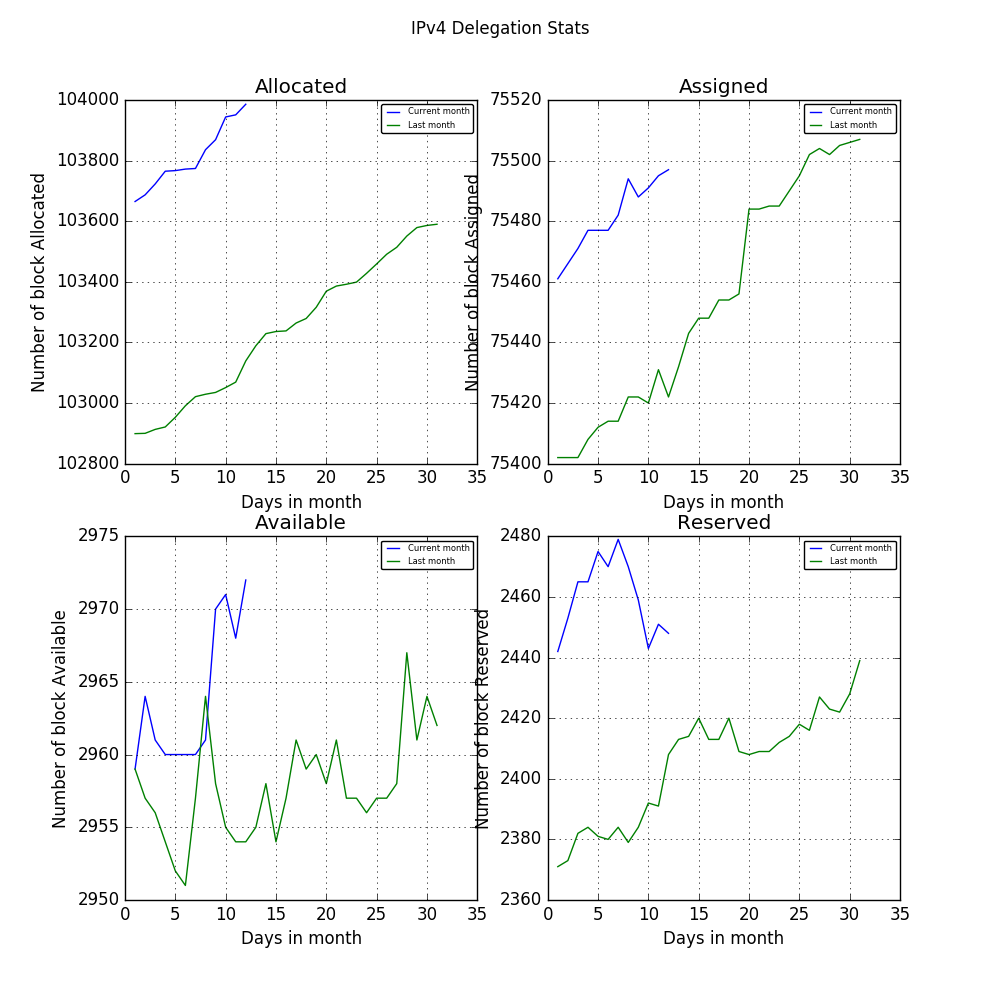 IPv4 Delegation Stats
Allocated
Number of block Allocated
104000
103800
103600
103400
103200
103000
102800
0 5 10 15 20 25 30 35
Days in month
Current month
Last month
Assigned
Number of block Assigned
75520
75500
75480
75460
75440
75420
75400
0 5 10 15 20 25 30 35
Days in month
Current month
Last month
Available
Number of block Available
2975
2970
2965
2960
2955
2950
0 5 10 15 20 25 30 35
Days in month
Current month
Last month
Reserved
Number of block Reserved
2480
2460
2440
2420
2400
2380
2360
0 5 10 15 20 25 30 35
Days in month
Current month
Last month